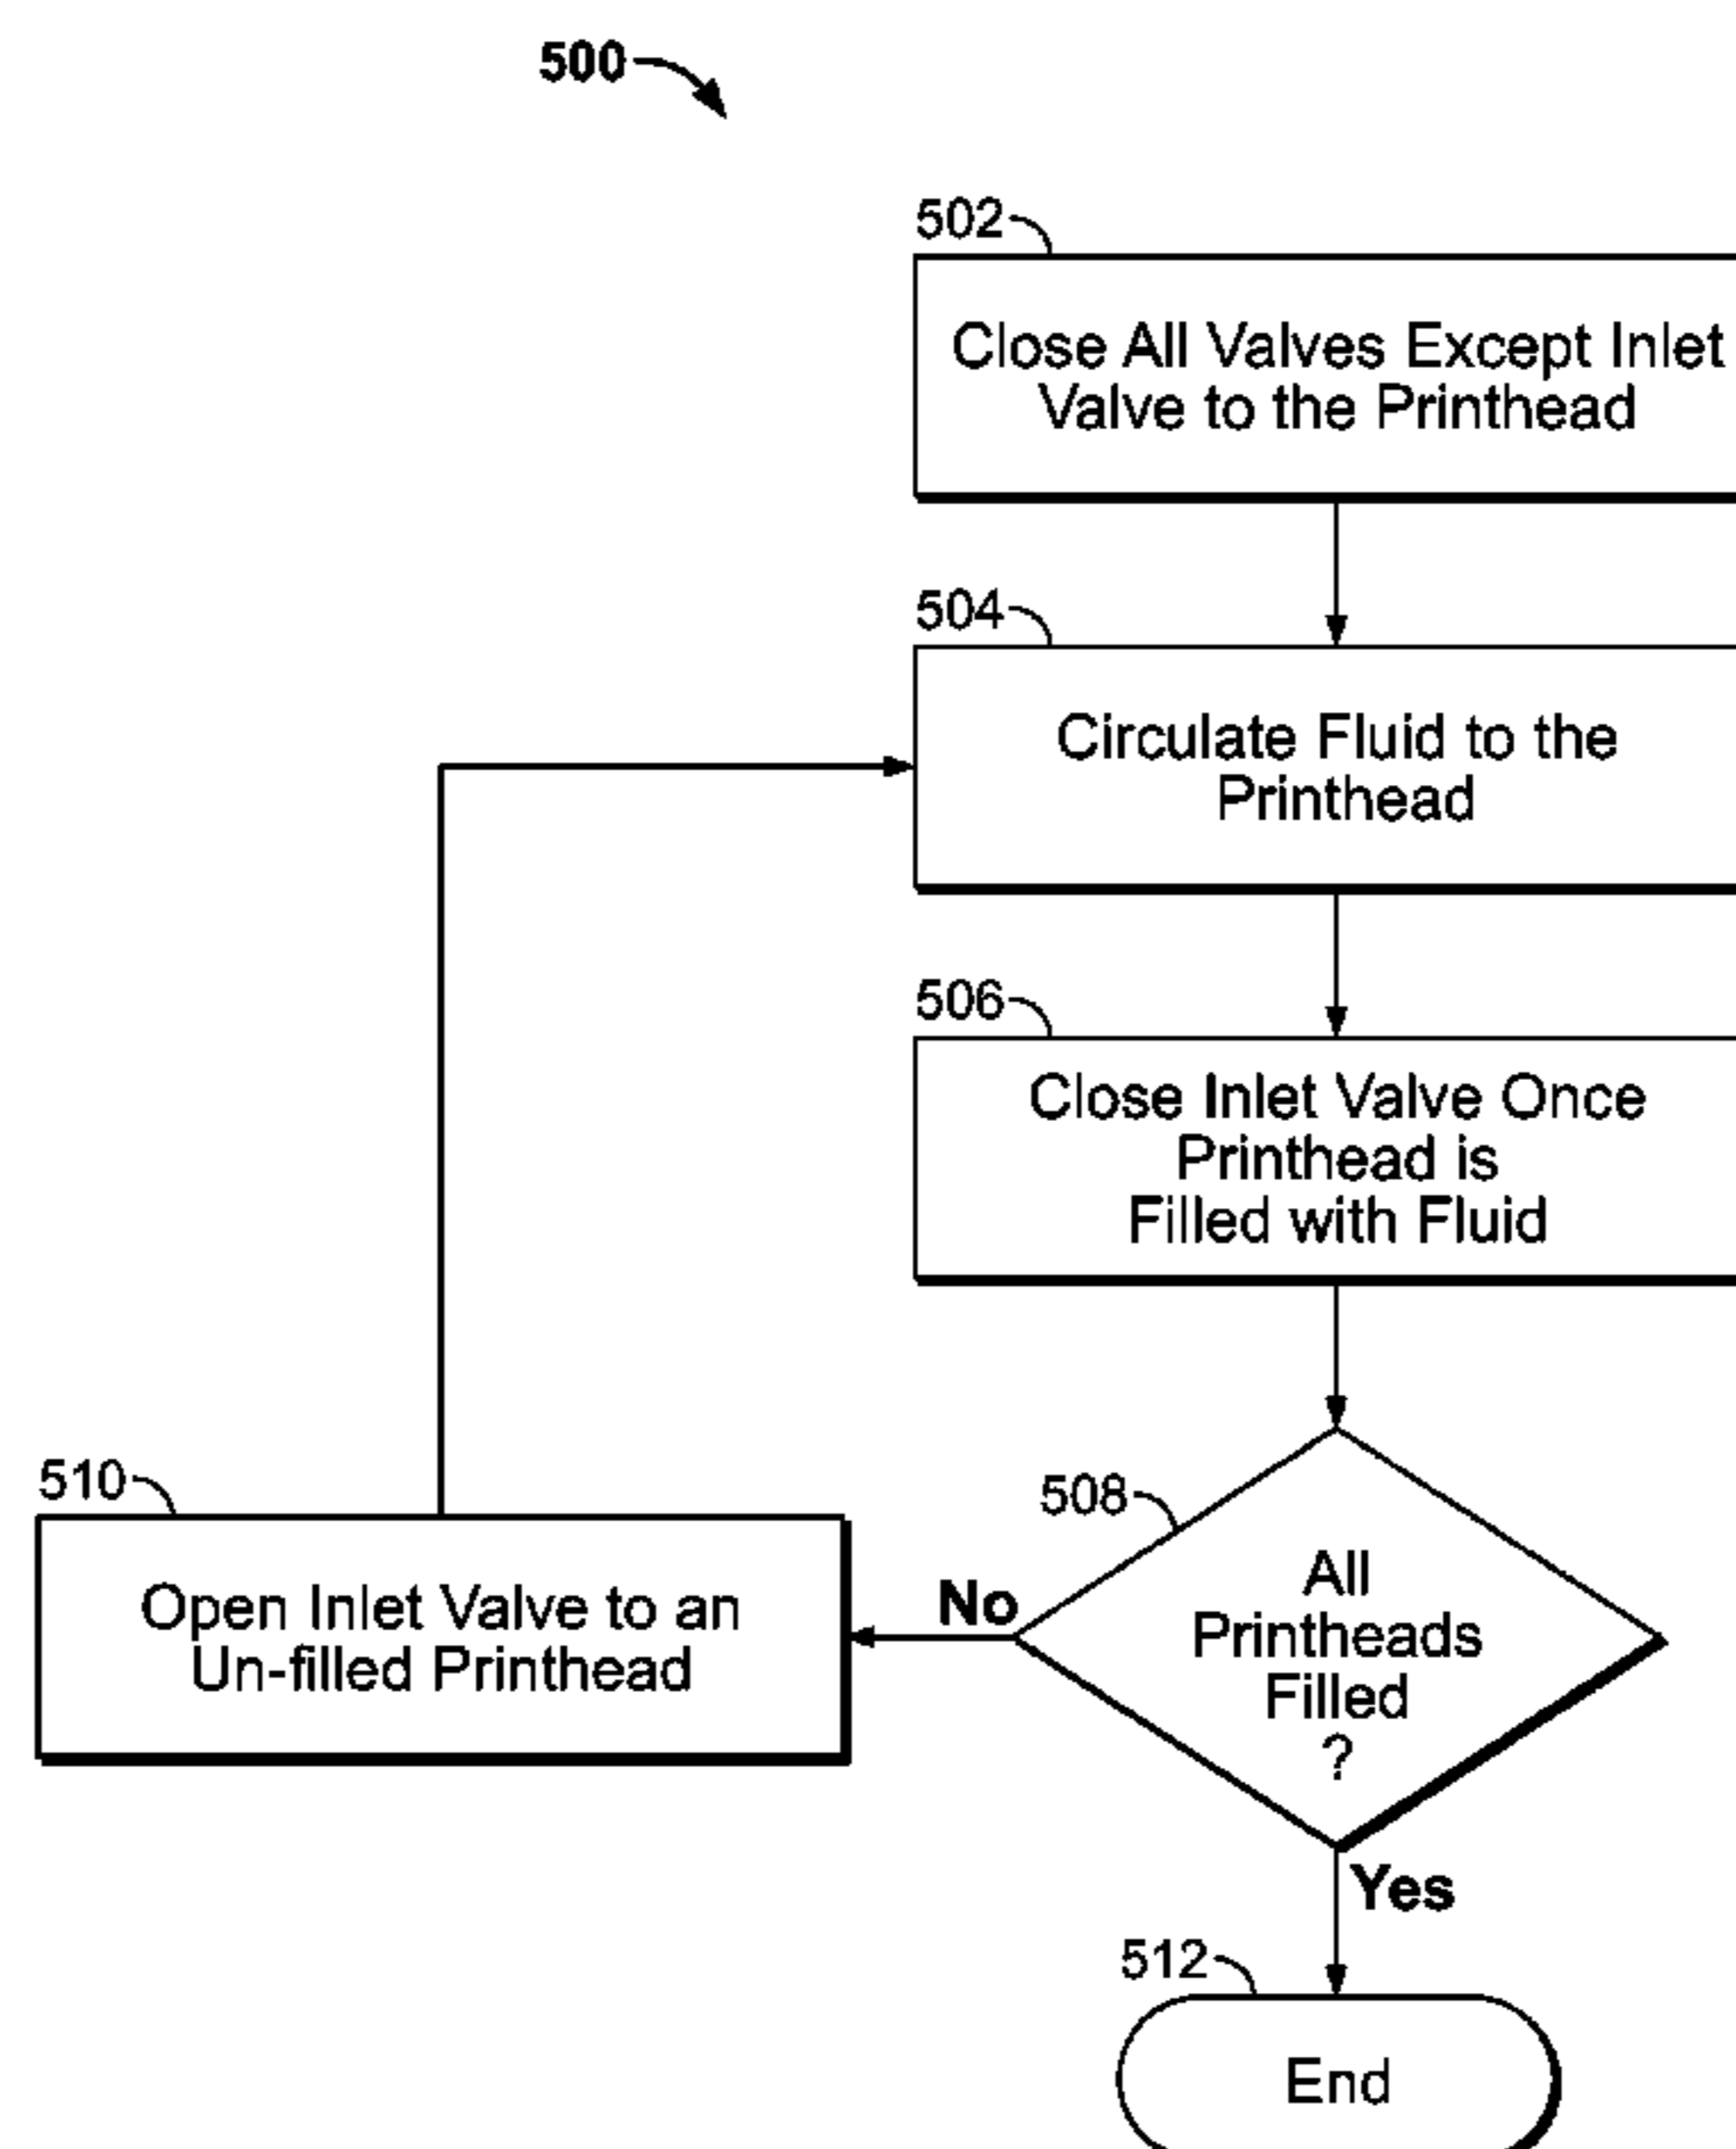 500
502
Close All Valves Except Inlet
Valve to the Printhead
504
Circulate Fluid to the
Printhead
506
Close Inlet Valve Once
Printhead is
Filled with Fluid
508
All
Printheads
Filled
?
No
510
Open Inlet Valve to an
Un-filled Printhead
Yes
512
End